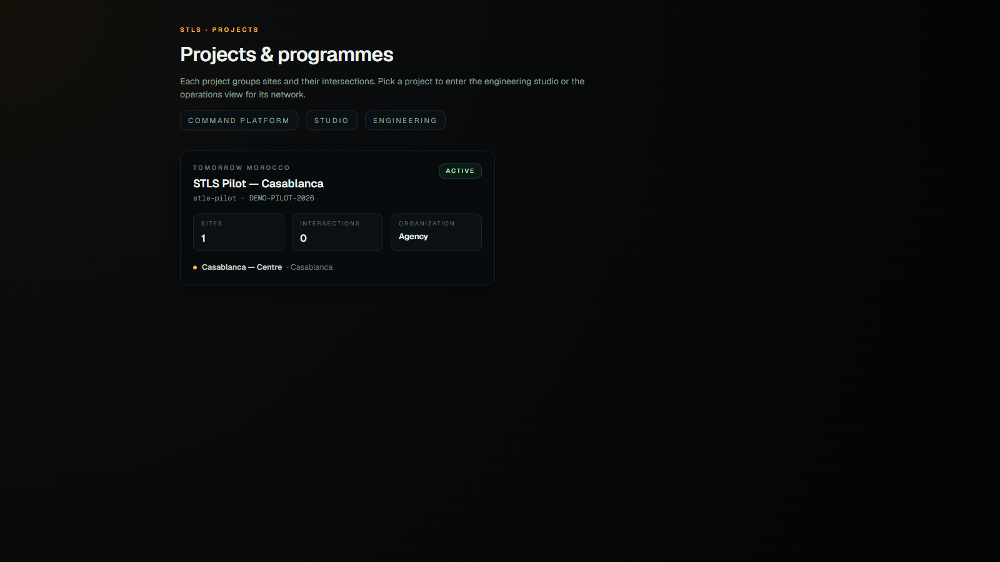 STLS · PROJECTS
Projects & programmes
Each project groups sites and their intersections. Pick a project to enter the engineering studio or the
operations view for its network.
COMMAND PLATFORM
STUDIO
ENGINEERING
TOMORROW MOROCCO
ACTIVE
STLS Pilot — Casablanca
stls-pilot · DEMO-PILOT-2026
SITES
1
INTERSECTIONS
0
ORGANIZATION
Agency
Casablanca — Centre · Casablanca